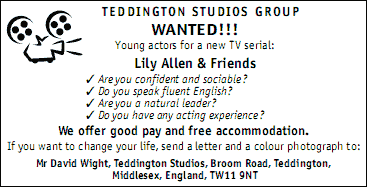 TEDDINGTON STUDIOS GROUP
WANTED!!!
Young actors for a new TV serial:
Lily Allen & Friends
✓ Are you confident and sociable?
✓ Do you speak fluent English?
✓ Are you a natural leader?
✓ Do you have any acting experience?
We offer good pay and free accommodation.
If you want to change your life, send a letter and a colour photograph to:
Mr David Wight, Teddington Studios, Broom Road, Teddington,
Middlesex, England, TW11 9NT